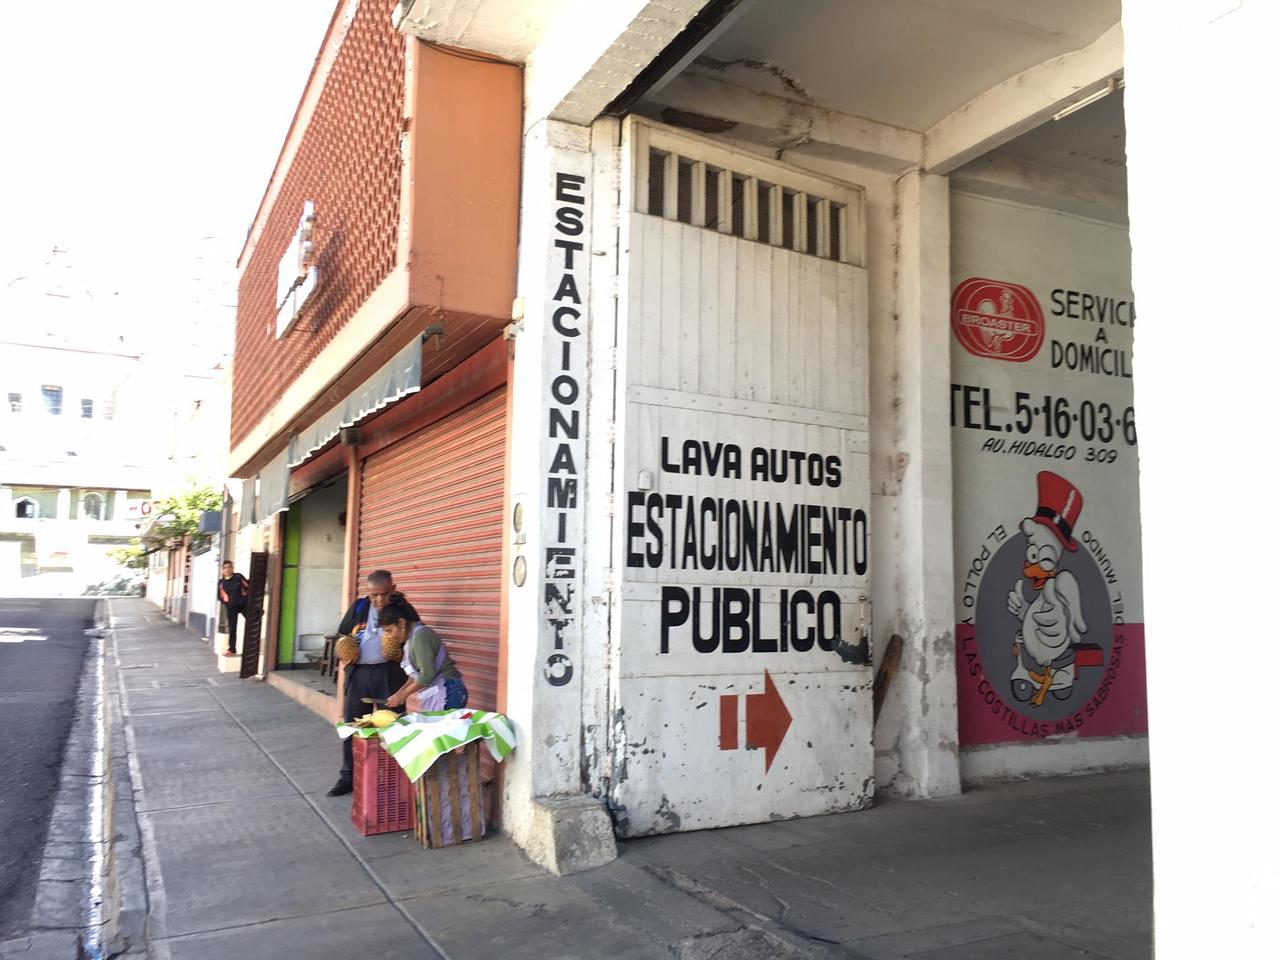 ESTACIONAMIENTO
LAVA AUTOS
ESTACIONAMIENTO
PUBLICO
BROASTER
SERVICI
A
DOMICIL
TEL. 5·16·03·6
AV. HIDALGO 309
EL POLLO Y LAS COSTILLAS MAS SABROSAS DEL MUNDO